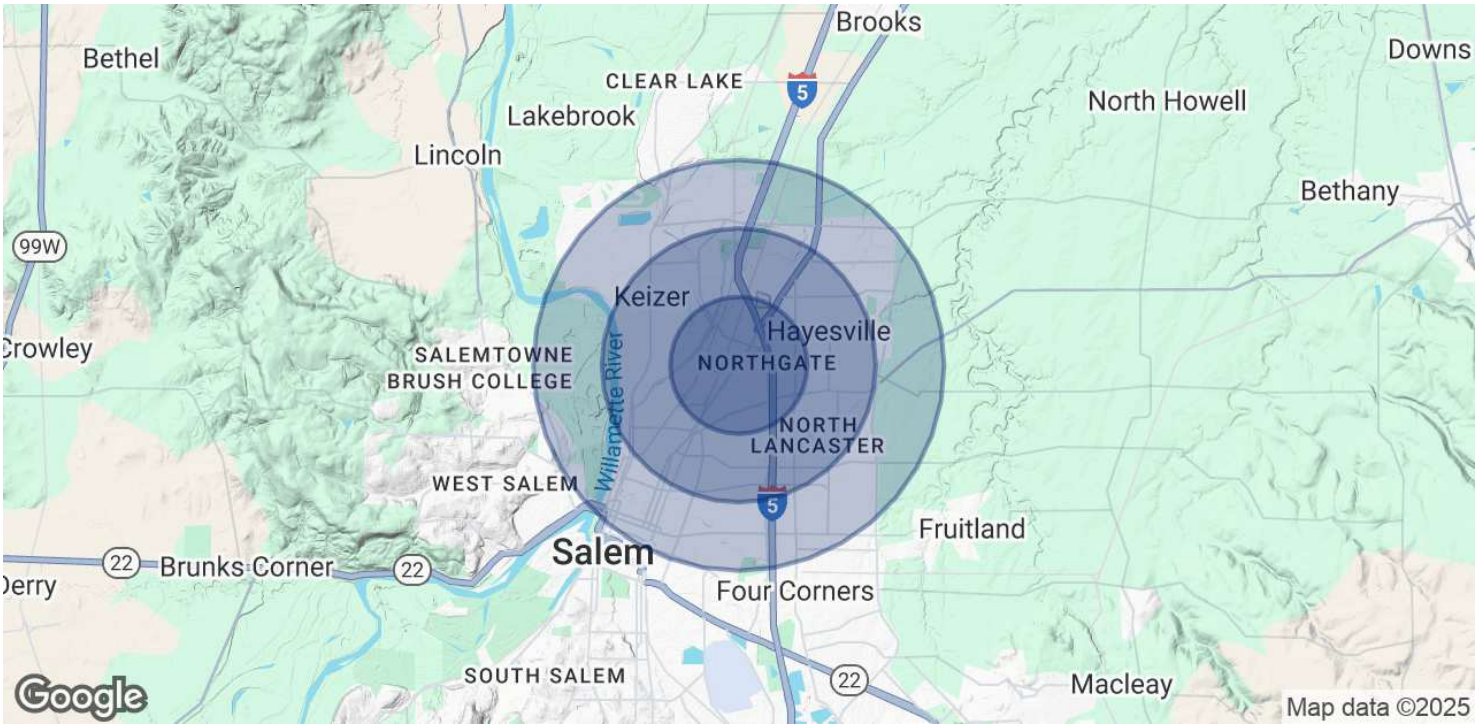 Brooks
Bethel
Downs
CLEAR LAKE
5
North Howell
Lakebrook
Lincoln
Bethany
99W
Keizer
Hayesville
Crowley
SALEMTOWNE
BRUSH COLLEGE
NORTHGATE
Willamette River
NORTH
LANCASTER
WEST SALEM
5
Fruitland
Salem
22
Brunks Corner
22
Derry
Four Corners
SOUTH SALEM
22
Macleay
Google
Map data ©2025